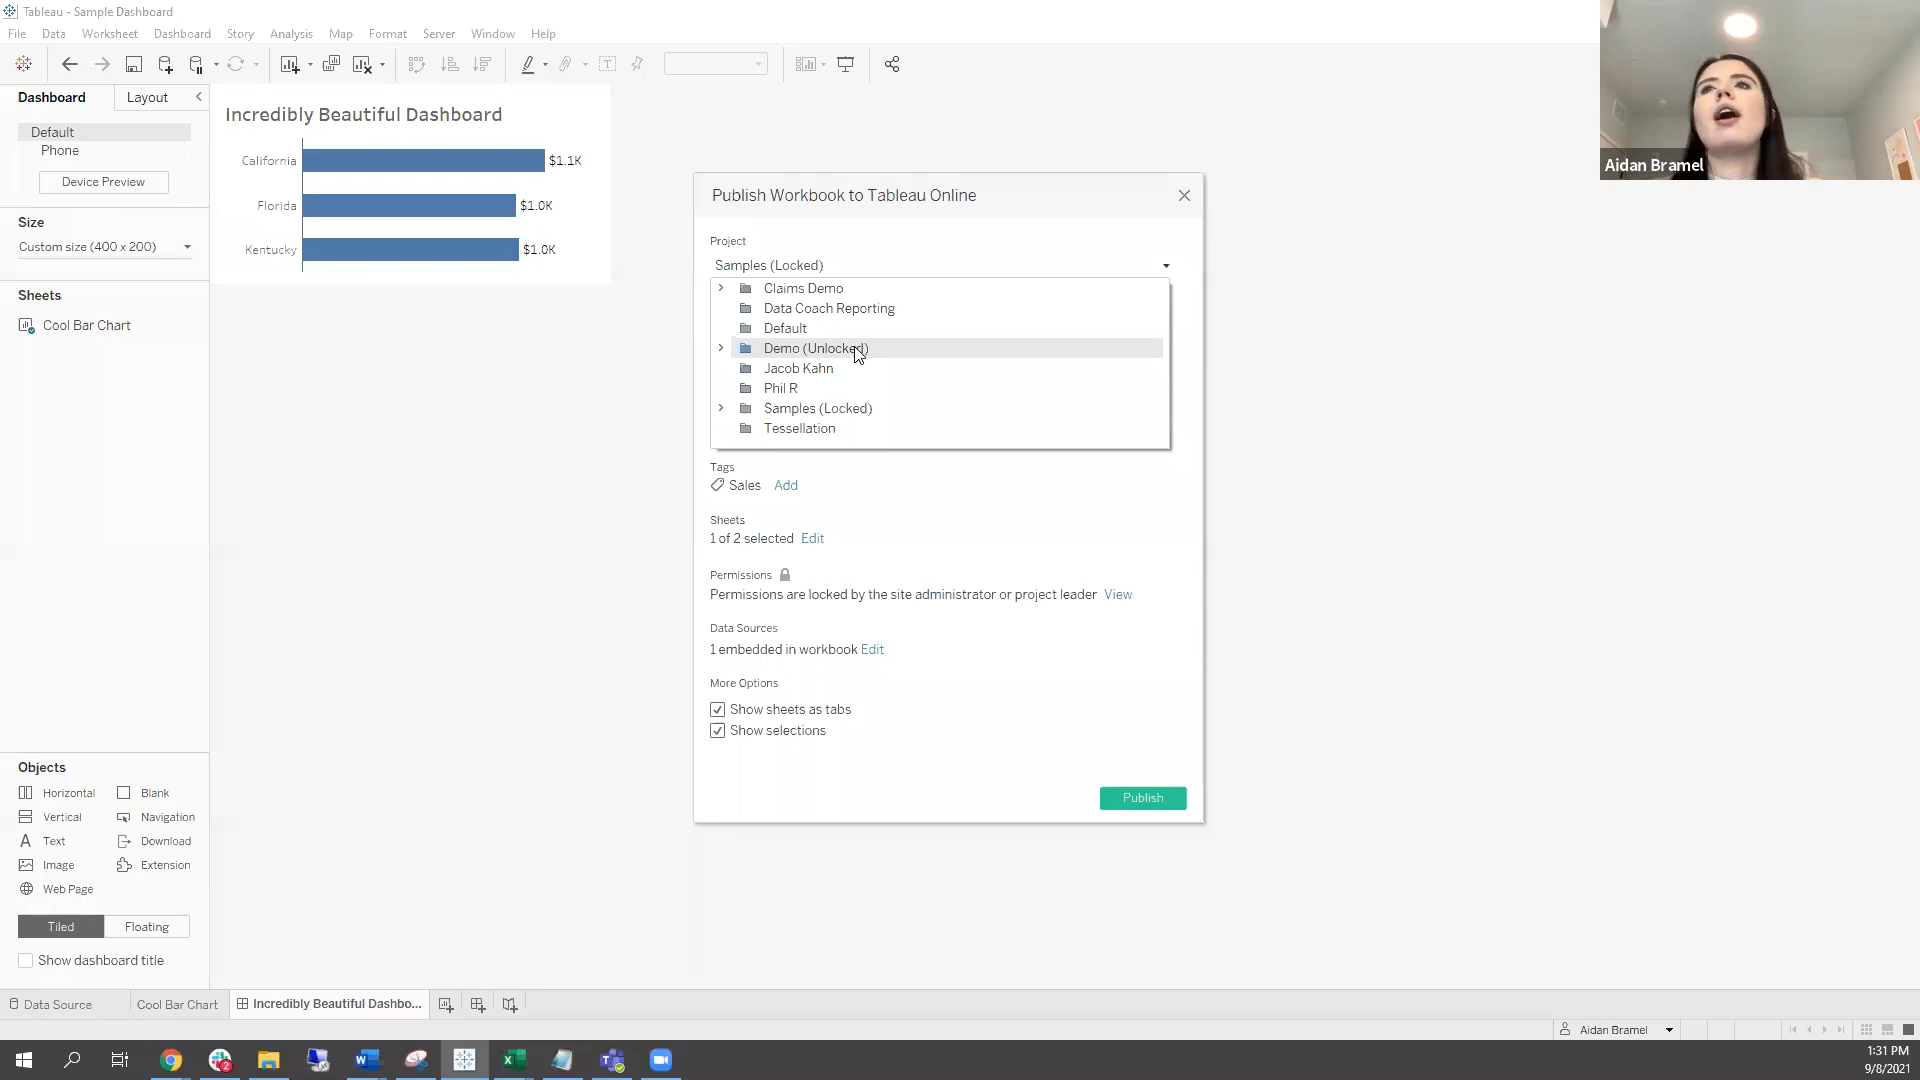 Tableau - Sample Dashboard
File Data Worksheet Dashboard Story Analysis Map Format Server Window Help
Dashboard Layout
Default
Phone
Device Preview
Size
Custom size (400 x 200)
Sheets
Cool Bar Chart
Incredibly Beautiful Dashboard
California $1.1K
Florida $1.0K
Kentucky $1.0K
Aidan Bramel
Publish Workbook to Tableau Online
Project
Samples (Locked)
Claims Demo
Data Coach Reporting
Default
Demo (Unlocked)
Jacob Kahn
Phil R
Samples (Locked)
Tessellation
Tags
Sales Add
Sheets
1 of 2 selected Edit
Permissions
Permissions are locked by the site administrator or project leader View
Data Sources
1 embedded in workbook Edit
More Options
Show sheets as tabs
Show selections
Publish
Objects
Horizontal Blank
Vertical Navigation
Text Download
Image Extension
Web Page
Tiled Floating
Show dashboard title
Data Source Cool Bar Chart Incredibly Beautiful Dashbo...
Aidan Bramel
1:31 PM
9/8/2021